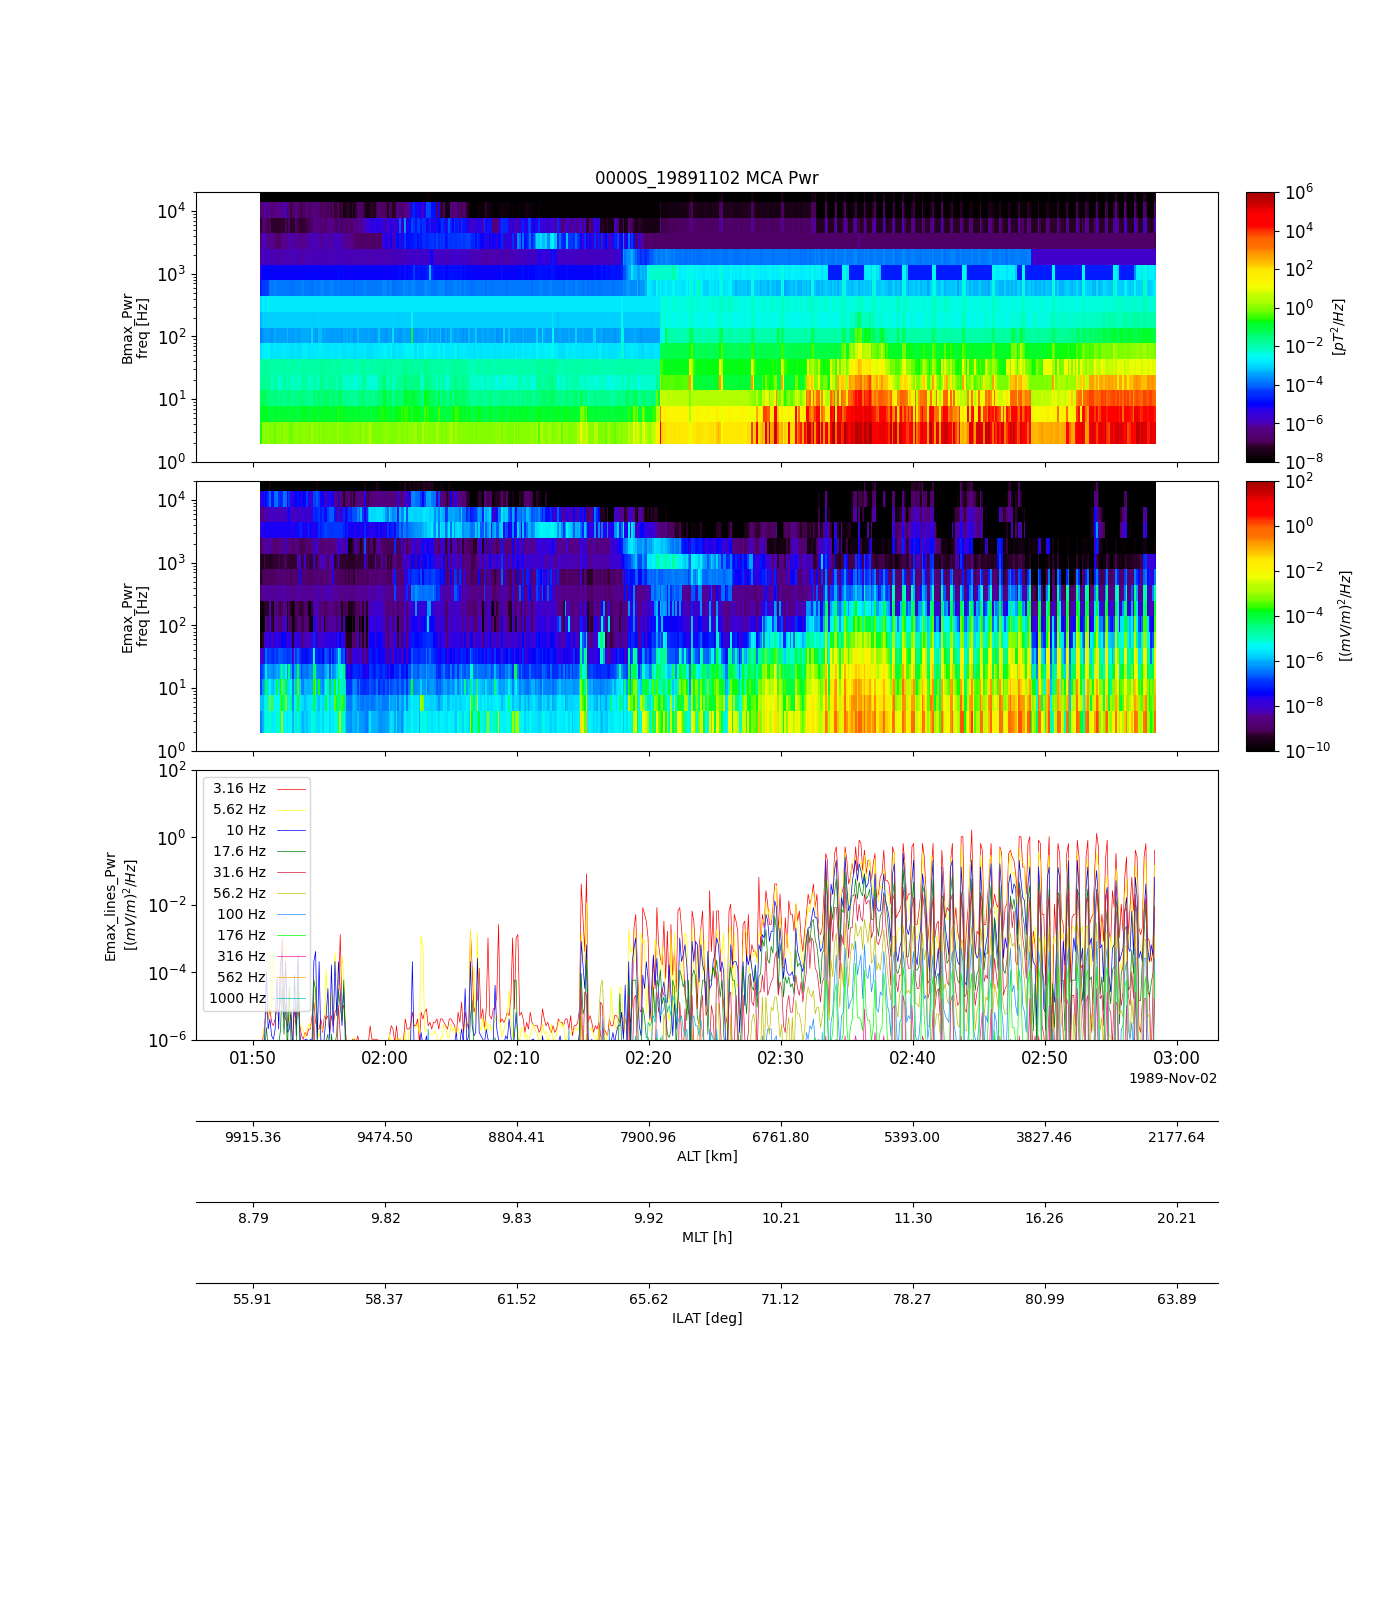 0000S_19891102 MCA Pwr
10^4
10^3
10^2
10^1
10^0
Bmax_Pwr
freq [Hz]
10^6
10^4
10^2
10^0
10^-2
10^-4
10^-6
10^-8
[pT^2/Hz]
10^4
10^3
10^2
10^1
10^0
Emax_Pwr
freq [Hz]
10^2
10^0
10^-2
10^-4
10^-6
10^-8
10^-10
[(mV/m)^2/Hz]
10^2
10^0
10^-2
10^-4
10^-6
Emax_lines_Pwr
[(mV/m)^2/Hz]
3.16 Hz
5.62 Hz
10 Hz
17.6 Hz
31.6 Hz
56.2 Hz
100 Hz
176 Hz
316 Hz
562 Hz
1000 Hz
01:50 02:00 02:10 02:20 02:30 02:40 02:50 03:00
1989-Nov-02
9915.36 9474.50 8804.41 7900.96 6761.80 5393.00 3827.46 2177.64
ALT [km]
8.79 9.82 9.83 9.92 10.21 11.30 16.26 20.21
MLT [h]
55.91 58.37 61.52 65.62 71.12 78.27 80.99 63.89
ILAT [deg]